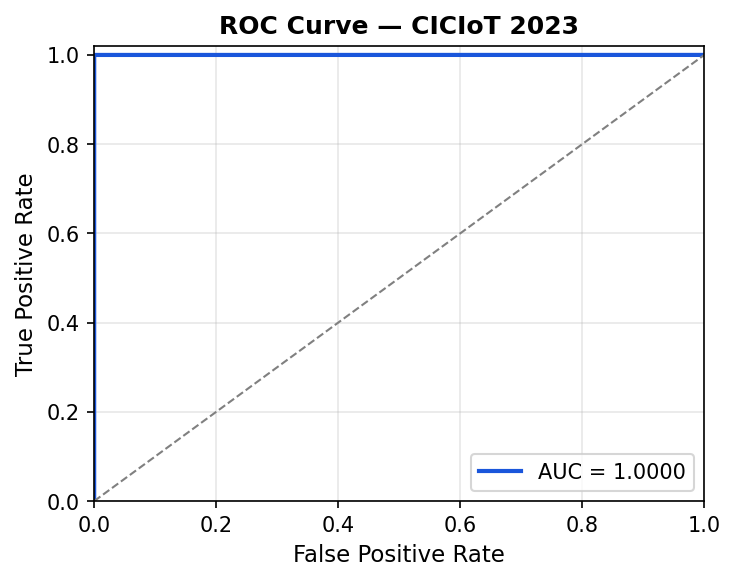 ROC Curve — CICIoT 2023
True Positive Rate
1.0
0.8
0.6
0.4
0.2
0.0
AUC = 1.0000
0.0 0.2 0.4 0.6 0.8 1.0
False Positive Rate